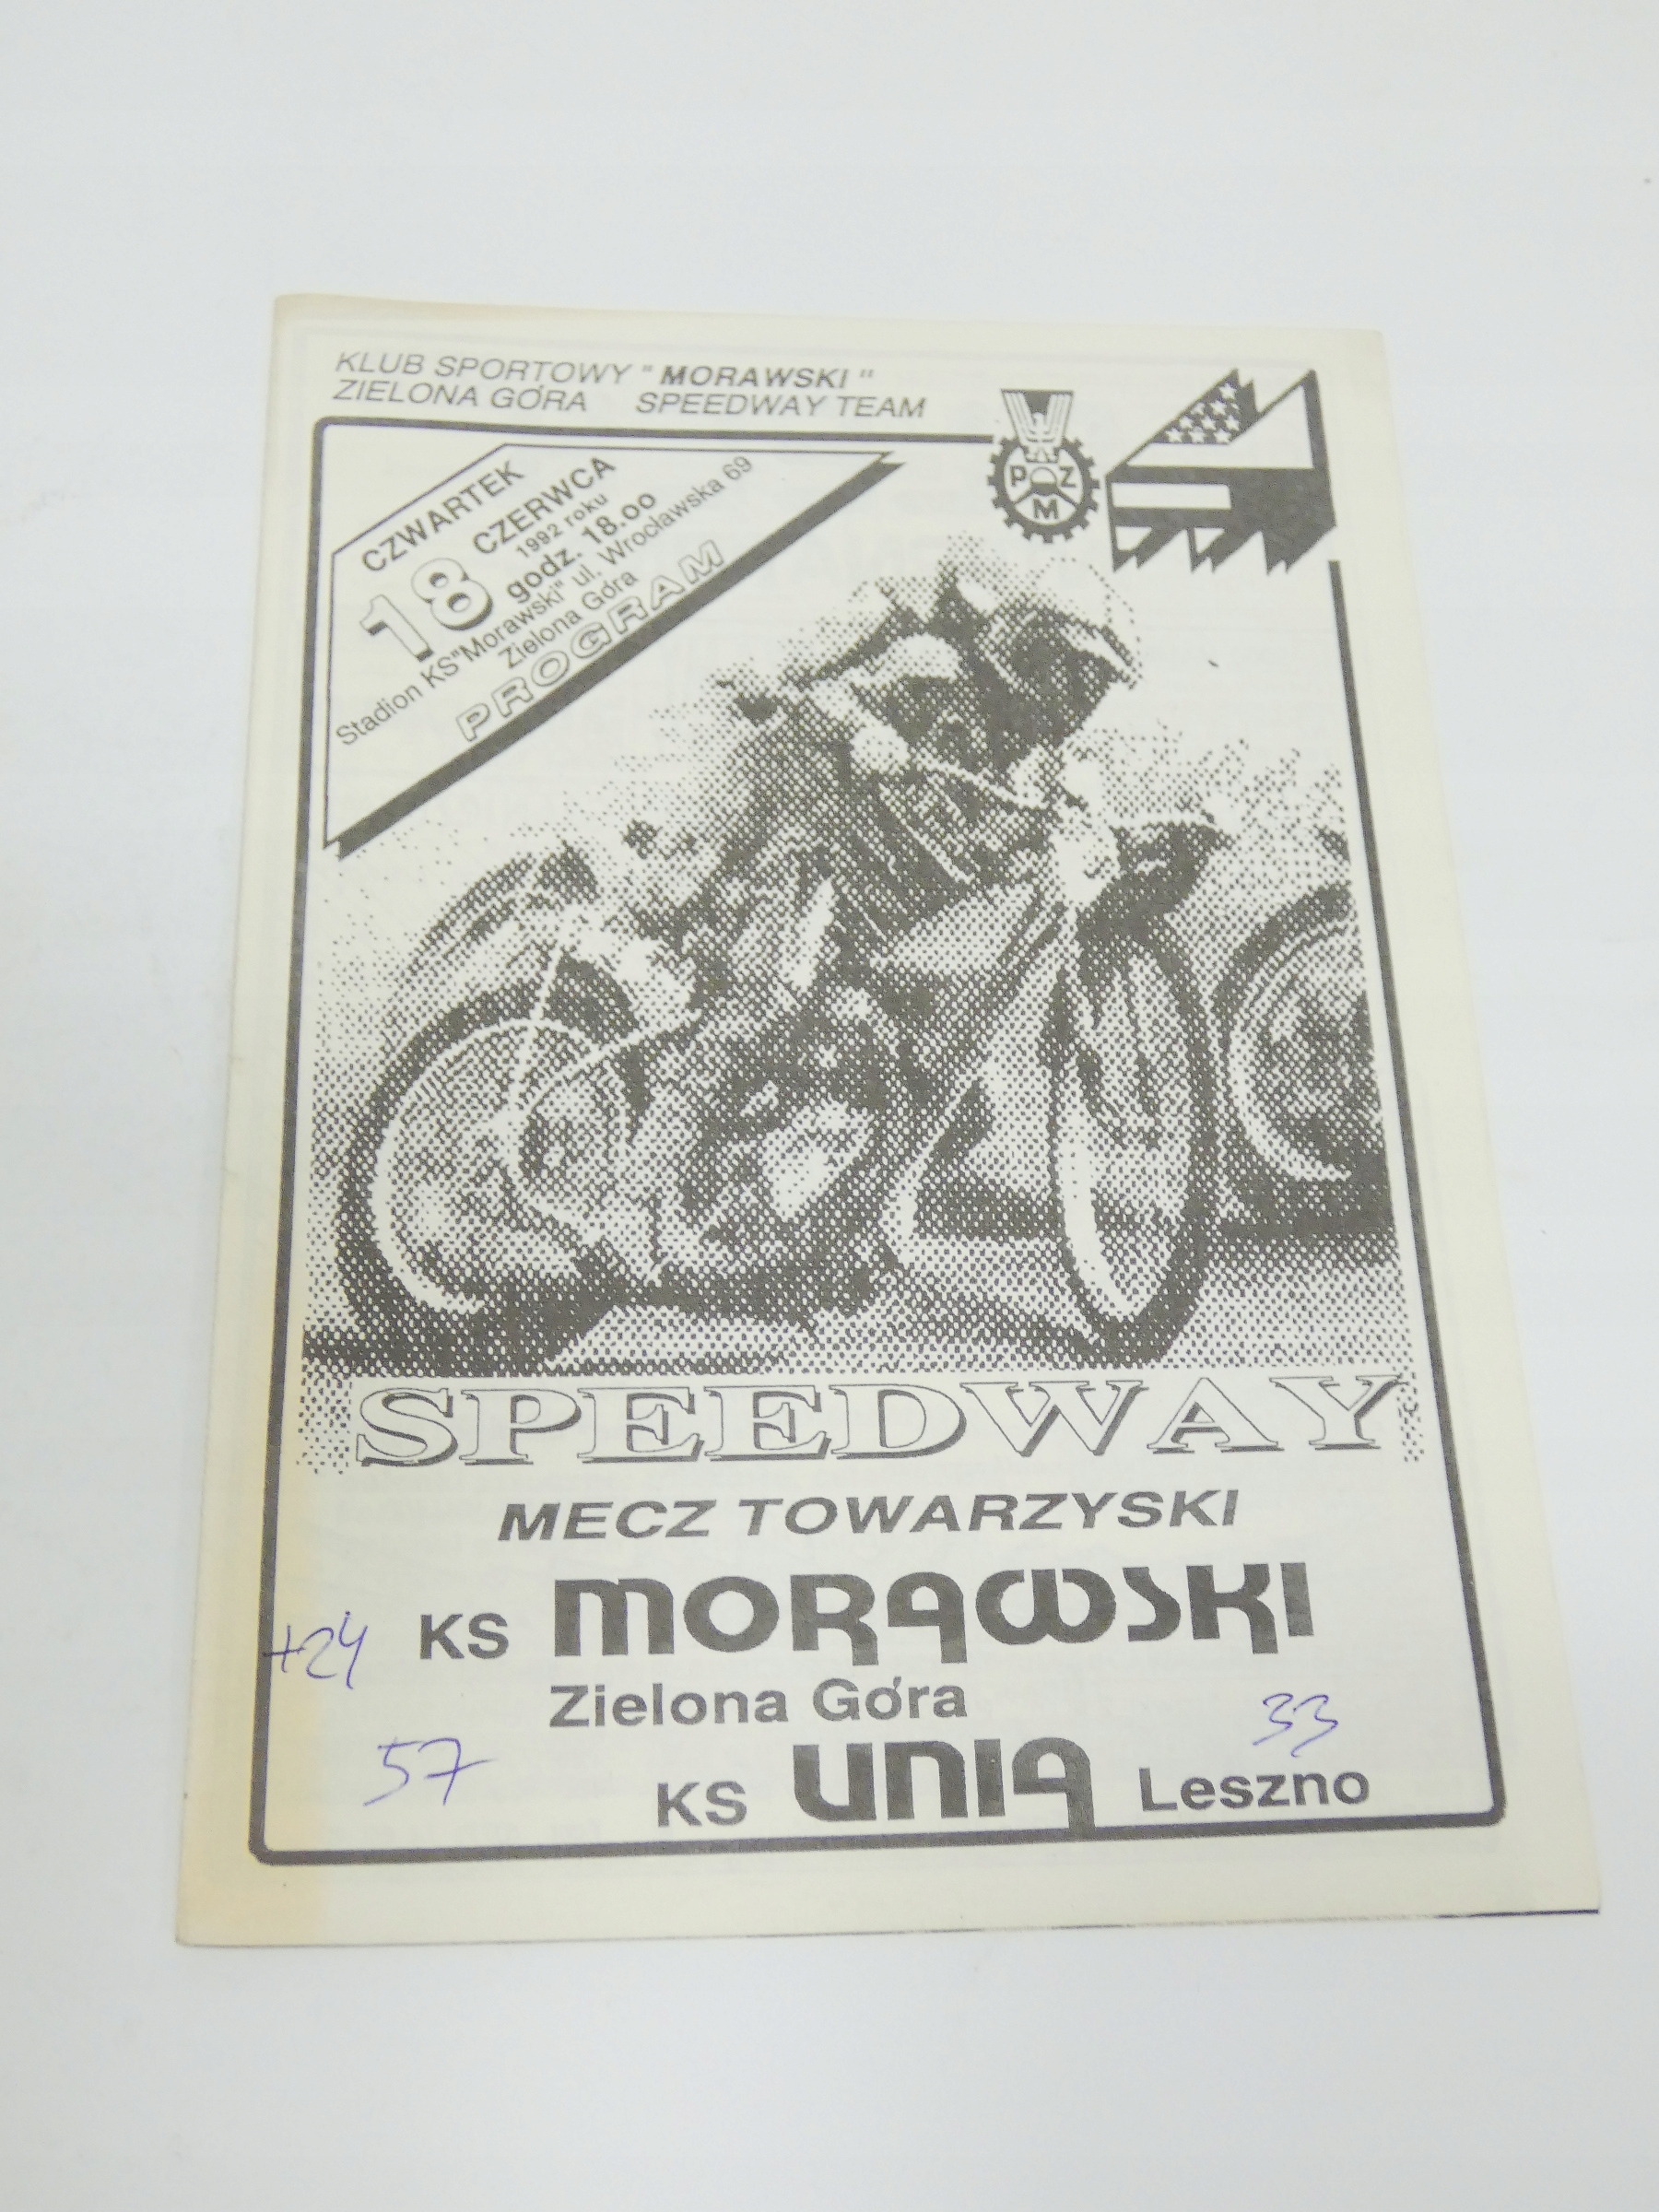 KLUB SPORTOWY "MORAWSKI"
ZIELONA GÓRA SPEEDWAY TEAM
CZWARTEK
18 CZERWCA
1992 roku
godz. 18.oo
Stadion KS"Morawski" ul. Wrocławska 69
Zielona Góra
PROGRAM
PZM
SPEEDWAY
MECZ TOWARZYSKI
+24 KS MORAWSKI
Zielona Góra
57 33
KS UNIA Leszno